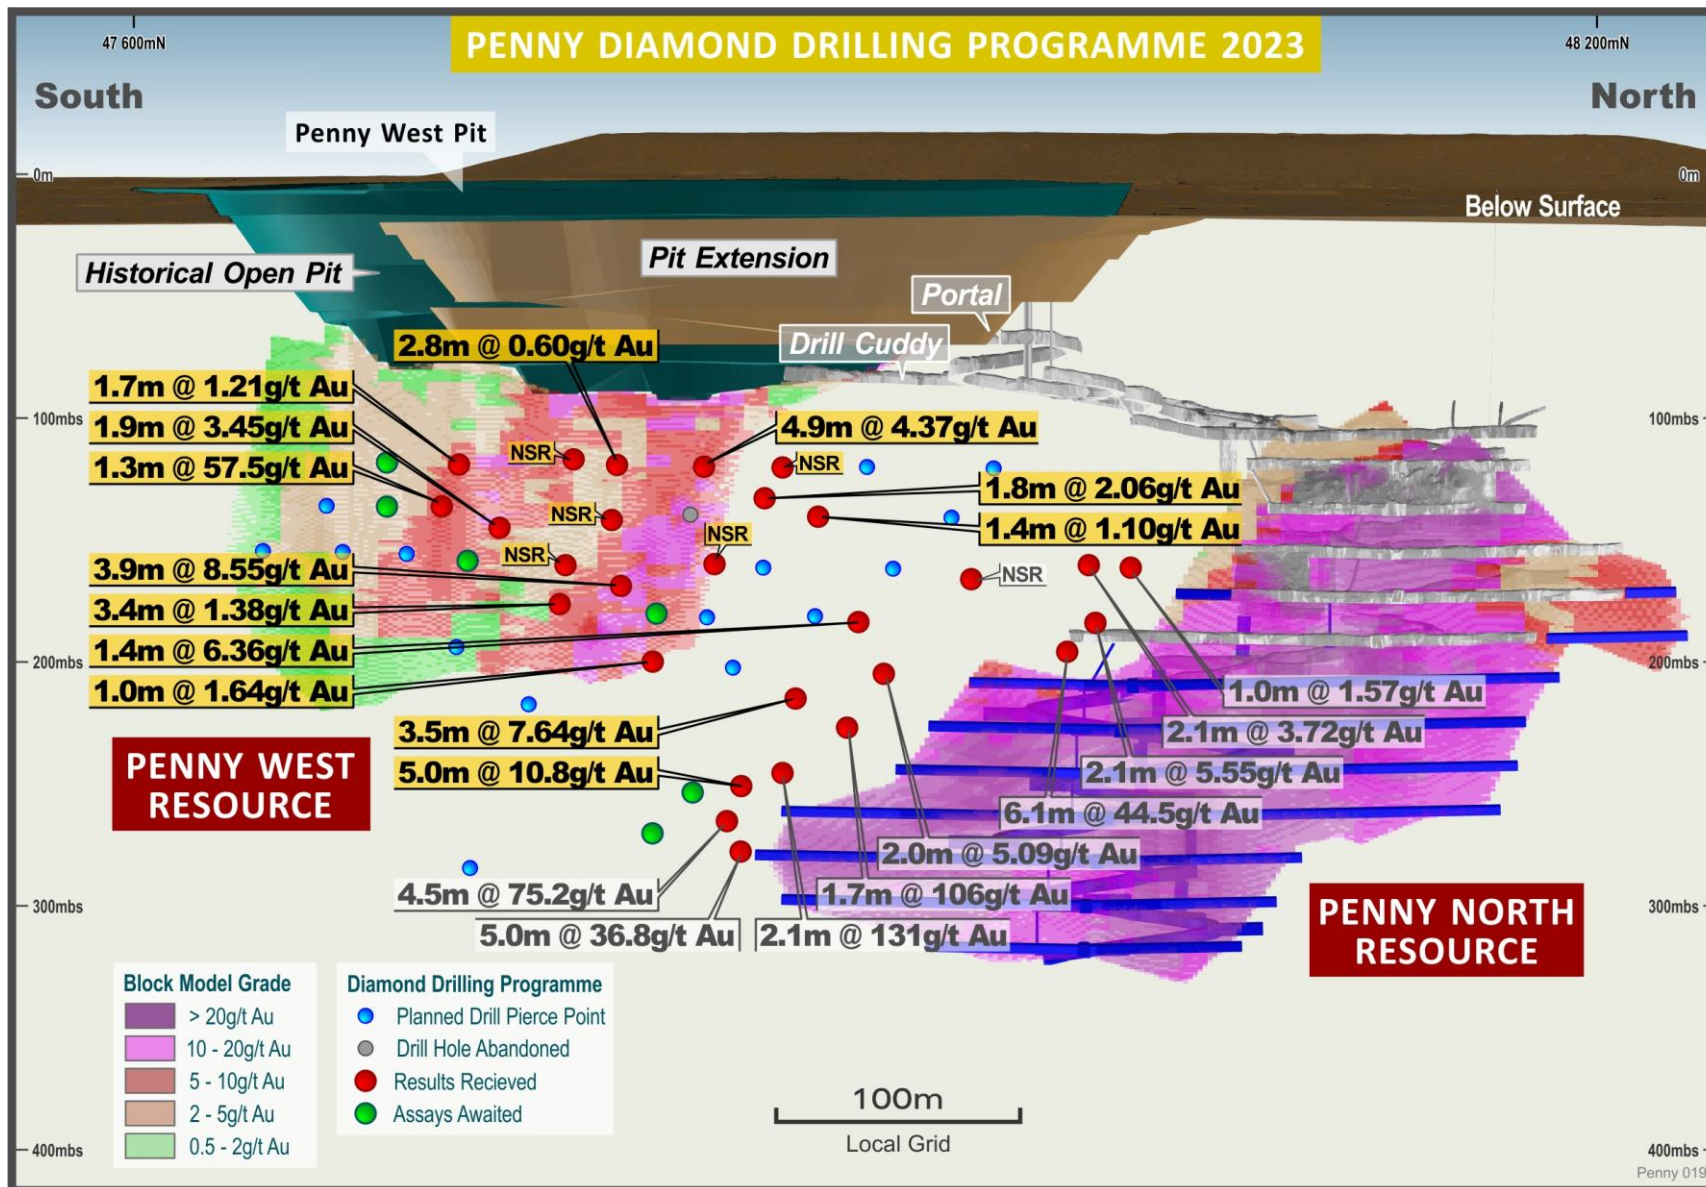 47 600mN
PENNY DIAMOND DRILLING PROGRAMME 2023
48 200mN
South
North
Penny West Pit
0m
0m
Below Surface
Historical Open Pit
Pit Extension
Portal
Drill Cuddy
2.8m @ 0.60g/t Au
1.7m @ 1.21g/t Au
100mbs
100mbs
1.9m @ 3.45g/t Au
4.9m @ 4.37g/t Au
NSR
NSR
1.3m @ 57.5g/t Au
1.8m @ 2.06g/t Au
NSR
1.4m @ 1.10g/t Au
NSR
NSR
3.9m @ 8.55g/t Au
NSR
3.4m @ 1.38g/t Au
1.4m @ 6.36g/t Au
200mbs
200mbs
1.0m @ 1.64g/t Au
1.0m @ 1.57g/t Au
3.5m @ 7.64g/t Au
2.1m @ 3.72g/t Au
PENNY WEST
RESOURCE
5.0m @ 10.8g/t Au
2.1m @ 5.55g/t Au
6.1m @ 44.5g/t Au
2.0m @ 5.09g/t Au
4.5m @ 75.2g/t Au
1.7m @ 106g/t Au
300mbs
300mbs
PENNY NORTH
RESOURCE
5.0m @ 36.8g/t Au
2.1m @ 131g/t Au
Block Model Grade
> 20g/t Au
10 - 20g/t Au
5 - 10g/t Au
2 - 5g/t Au
0.5 - 2g/t Au
Diamond Drilling Programme
Planned Drill Pierce Point
Drill Hole Abandoned
Results Recieved
Assays Awaited
100m
Local Grid
400mbs
400mbs
Penny 019